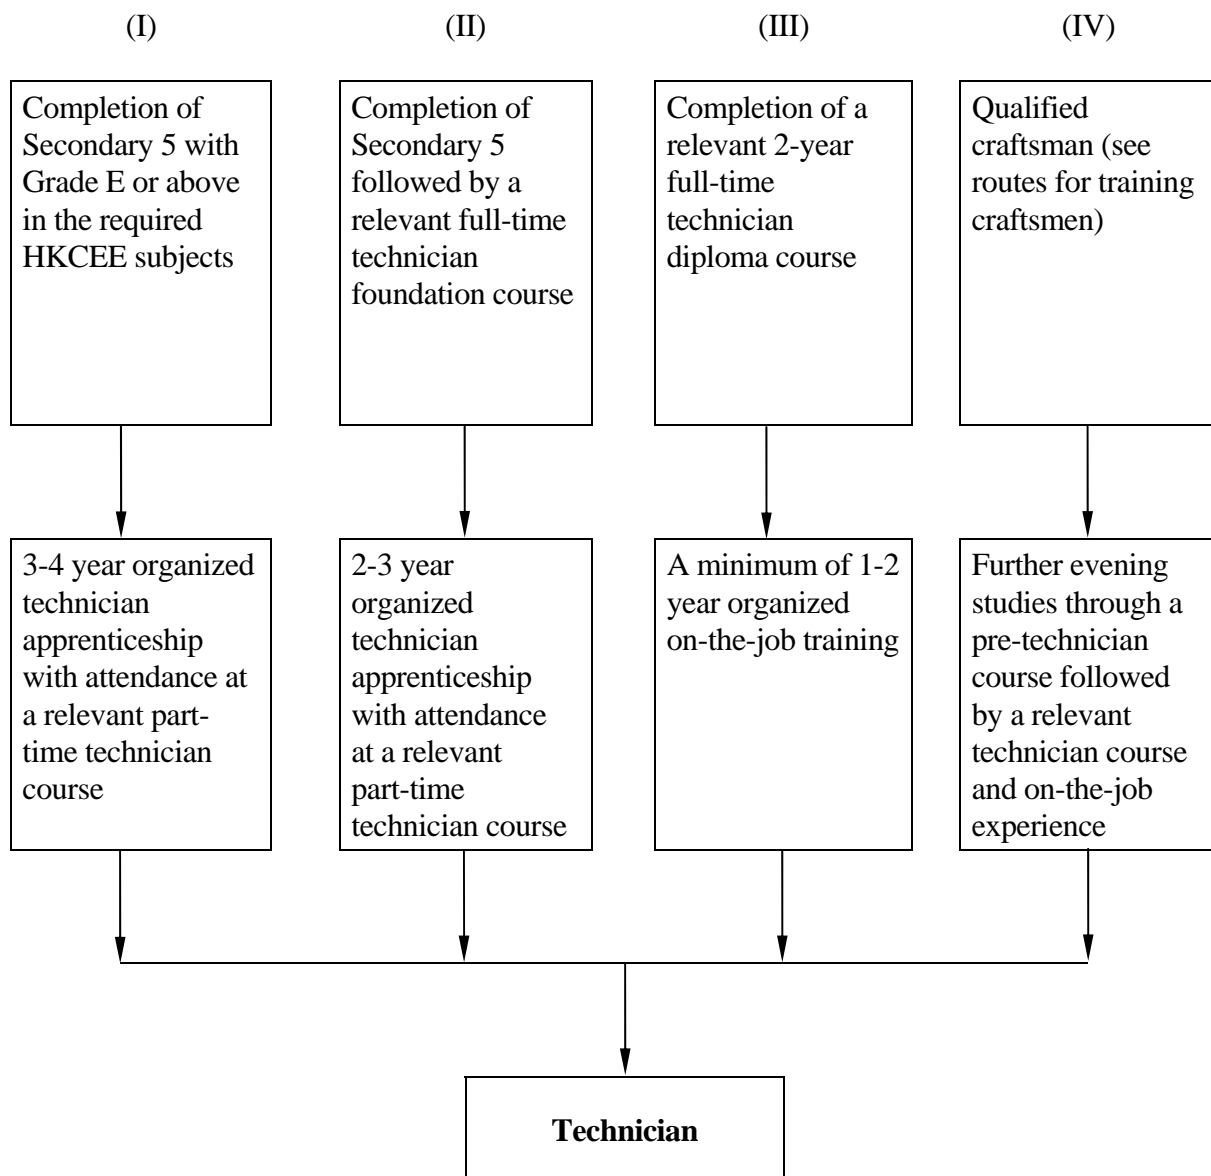 (I)
(II)
(III)
(IV)
Completion of
Secondary 5 with
Grade E or above
in the required
HKCEE subjects
Completion of
Secondary 5
followed by a
relevant full-time
technician
foundation course
Completion of a
relevant 2-year
full-time
technician
diploma course
Qualified
craftsman (see
routes for training
craftsmen)
3-4 year organized
technician
apprenticeship
with attendance at
a relevant part-
time technician
course
2-3 year
organized
technician
apprenticeship
with attendance
at a relevant
part-time
technician course
A minimum of 1-2
year organized
on-the-job training
Further evening
studies through a
pre-technician
course followed
by a relevant
technician course
and on-the-job
experience
Technician